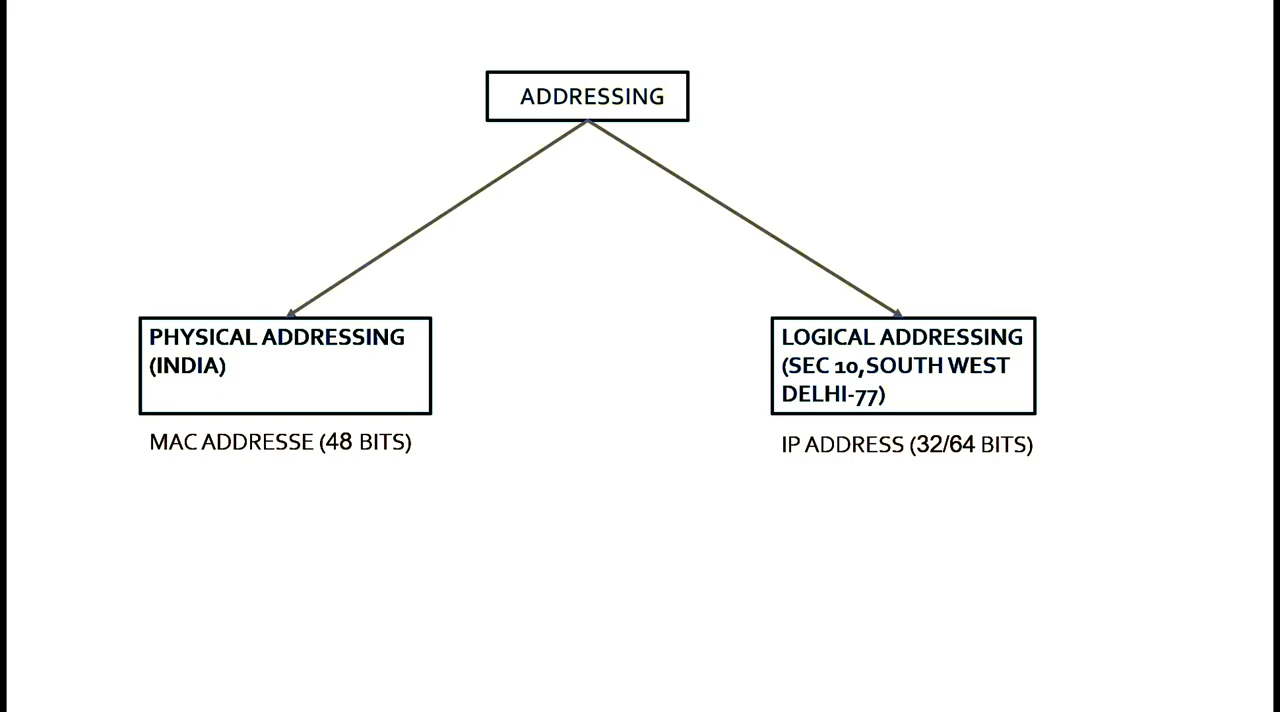 ADDRESSING
PHYSICAL ADDRESSING
(INDIA)
LOGICAL ADDRESSING
(SEC 10,SOUTH WEST
DELHI-77)
MAC ADDRESSE (48 BITS)
IP ADDRESS (32/64 BITS)